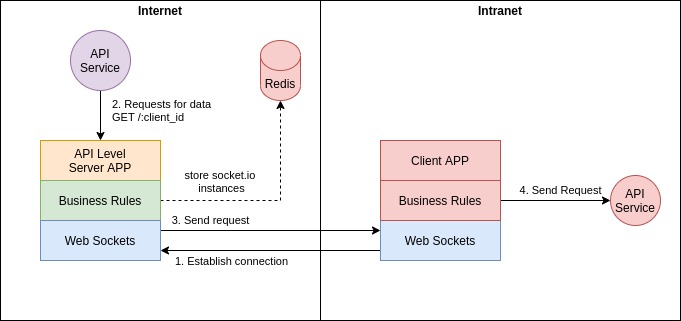 Internet
Intranet
API
Service
Redis
2. Requests for data
GET /:client_id
API Level
Server APP
Business Rules
Web Sockets
store socket.io
instances
3. Send request
1. Establish connection
Client APP
Business Rules
Web Sockets
4. Send Request
API
Service